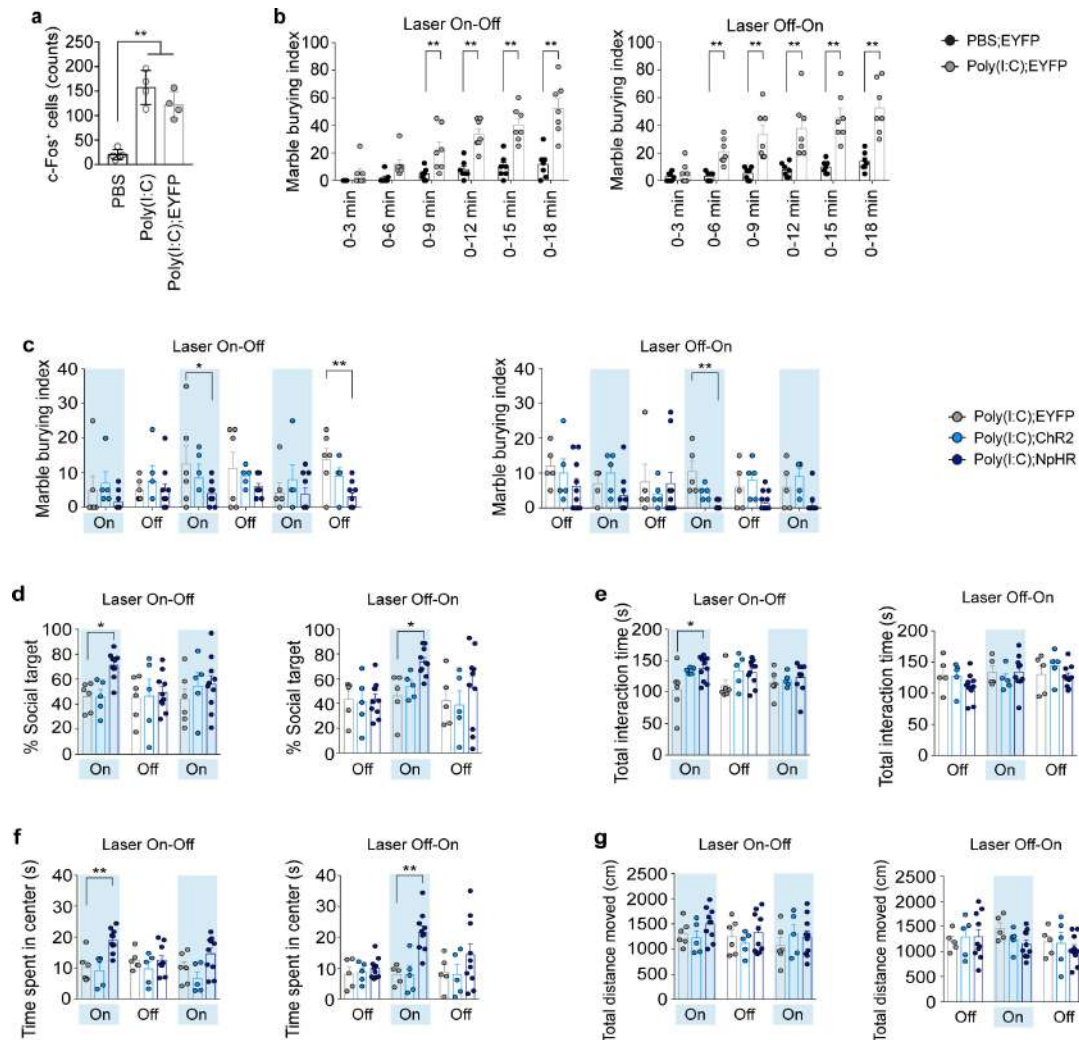 a
**
c-Fos⁺ cells (counts)
250
200
150
100
50
0
PBS
Poly(I:C)
Poly(I:C);EYFP
b
Laser On-Off
Marble burying index
100
80
60
40
20
0
** ** ** **
0-3 min
0-6 min
0-9 min
0-12 min
0-15 min
0-18 min
Laser Off-On
Marble burying index
100
80
60
40
20
0
** ** ** ** **
0-3 min
0-6 min
0-9 min
0-12 min
0-15 min
0-18 min
PBS;EYFP
Poly(I:C);EYFP
c
Laser On-Off
Marble burying index
40
30
20
10
0
* **
On Off On Off On Off
Laser Off-On
Marble burying index
40
30
20
10
0
**
Off On Off On Off On
Poly(I:C);EYFP
Poly(I:C);ChR2
Poly(I:C);NpHR
d
Laser On-Off
% Social target
100
80
60
40
20
0
*
On Off On
Laser Off-On
% Social target
100
80
60
40
20
0
*
Off On Off
e
Laser On-Off
Total interaction time (s)
200
150
100
50
0
*
On Off On
Laser Off-On
Total interaction time (s)
200
150
100
50
0
Off On Off
f
Laser On-Off
Time spent in center (s)
40
30
20
10
0
**
On Off On
Laser Off-On
Time spent in center (s)
40
30
20
10
0
**
Off On Off
g
Laser On-Off
Total distance moved (cm)
2500
2000
1500
1000
500
0
On Off On
Laser Off-On
Total distance moved (cm)
2500
2000
1500
1000
500
0
Off On Off